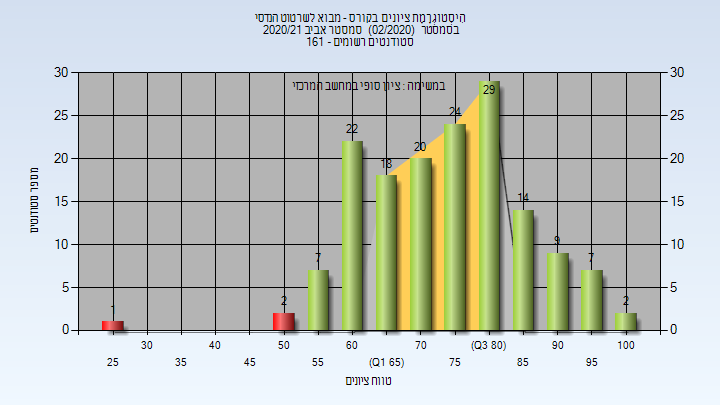 היסטוגרמת ציונים בקורס - מבוא לשרטוט הנדסי
בסמסטר (02/2020) סמסטר אביב 2020/21
סטודנטים רשומים - 161
במשימה : ציון סופי במחשב המרכזי
מספר סטודנטים
30 30
25 25
20 20
15 15
10 10
5 5
0 0
1 2 7 22 18 20 24 29 14 9 7 2
30 40 50 60 70 (Q3 80) 90 100
25 35 45 55 (Q1 65) 75 85 95
טווח ציונים